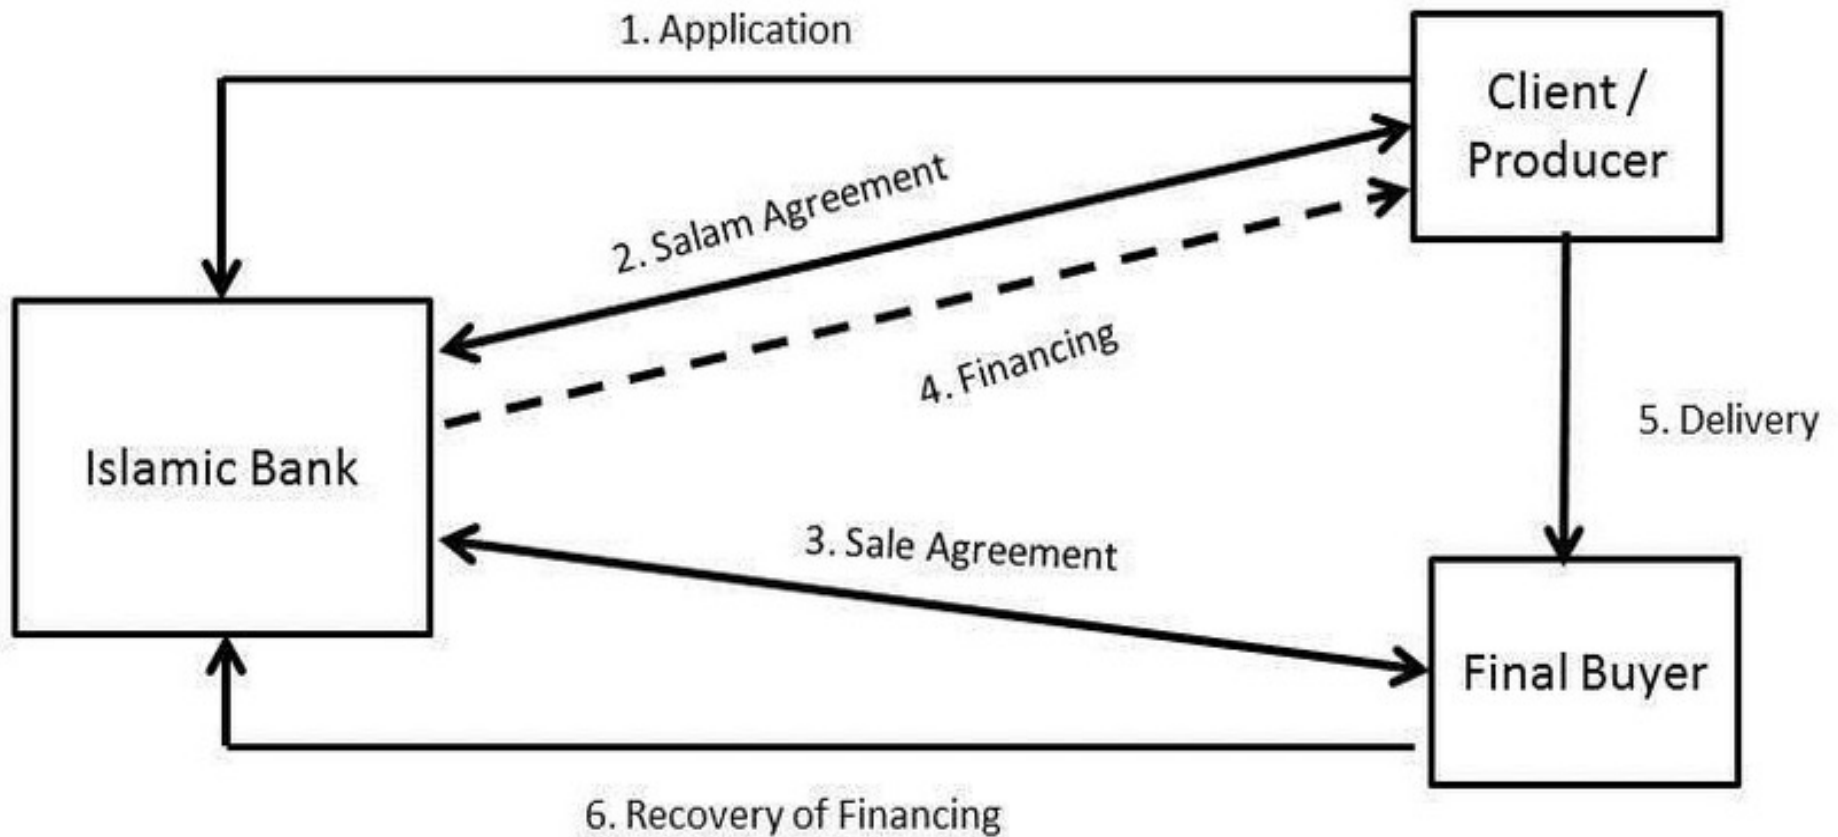 1. Application
Client /
Producer
2. Salam Agreement
4. Financing
Islamic Bank
5. Delivery
3. Sale Agreement
Final Buyer
6. Recovery of Financing